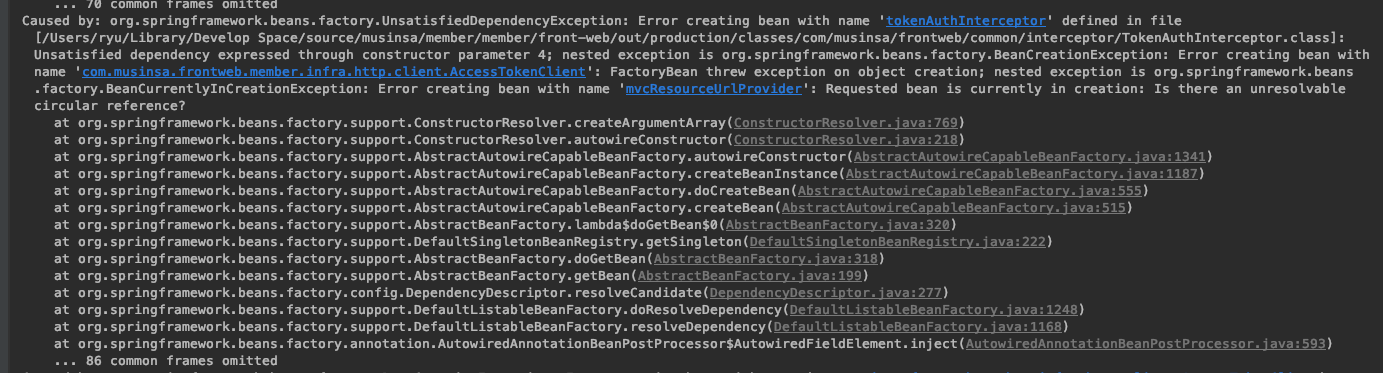 ... 70 common frames omitted
Caused by: org.springframework.beans.factory.UnsatisfiedDependencyException: Error creating bean with name 'tokenAuthInterceptor' defined in file
[/Users/ryu/Library/Develop Space/source/musinsa/member/member/front-web/out/production/classes/com/musinsa/frontweb/common/interceptor/TokenAuthInterceptor.class]:
Unsatisfied dependency expressed through constructor parameter 4; nested exception is org.springframework.beans.factory.BeanCreationException: Error creating bean with
name 'com.musinsa.frontweb.member.infra.http.client.AccessTokenClient': FactoryBean threw exception on object creation; nested exception is org.springframework.beans
.factory.BeanCurrentlyInCreationException: Error creating bean with name 'mvcResourceUrlProvider': Requested bean is currently in creation: Is there an unresolvable
circular reference?
at org.springframework.beans.factory.support.ConstructorResolver.createArgumentArray(ConstructorResolver.java:769)
at org.springframework.beans.factory.support.ConstructorResolver.autowireConstructor(ConstructorResolver.java:218)
at org.springframework.beans.factory.support.AbstractAutowireCapableBeanFactory.autowireConstructor(AbstractAutowireCapableBeanFactory.java:1341)
at org.springframework.beans.factory.support.AbstractAutowireCapableBeanFactory.createBeanInstance(AbstractAutowireCapableBeanFactory.java:1187)
at org.springframework.beans.factory.support.AbstractAutowireCapableBeanFactory.doCreateBean(AbstractAutowireCapableBeanFactory.java:555)
at org.springframework.beans.factory.support.AbstractAutowireCapableBeanFactory.createBean(AbstractAutowireCapableBeanFactory.java:515)
at org.springframework.beans.factory.support.AbstractBeanFactory.lambda$doGetBean$0(AbstractBeanFactory.java:320)
at org.springframework.beans.factory.support.DefaultSingletonBeanRegistry.getSingleton(DefaultSingletonBeanRegistry.java:222)
at org.springframework.beans.factory.support.AbstractBeanFactory.doGetBean(AbstractBeanFactory.java:318)
at org.springframework.beans.factory.support.AbstractBeanFactory.getBean(AbstractBeanFactory.java:199)
at org.springframework.beans.factory.config.DependencyDescriptor.resolveCandidate(DependencyDescriptor.java:277)
at org.springframework.beans.factory.support.DefaultListableBeanFactory.doResolveDependency(DefaultListableBeanFactory.java:1248)
at org.springframework.beans.factory.support.DefaultListableBeanFactory.resolveDependency(DefaultListableBeanFactory.java:1168)
at org.springframework.beans.factory.annotation.AutowiredAnnotationBeanPostProcessor$AutowiredFieldElement.inject(AutowiredAnnotationBeanPostProcessor.java:593)
... 86 common frames omitted